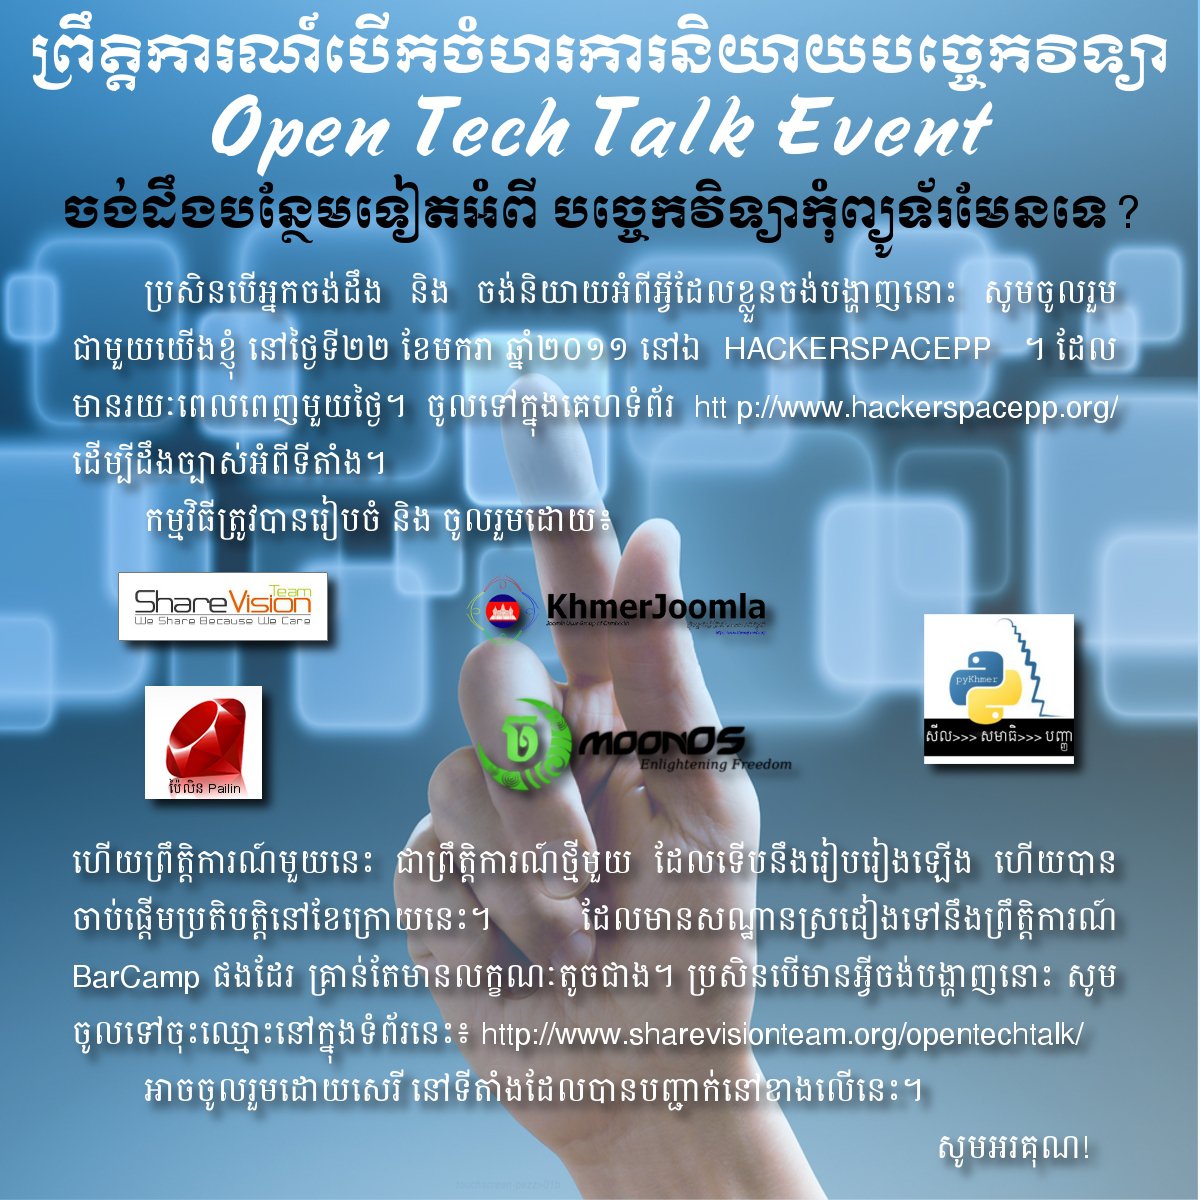 ព្រឹត្តិការណ៍បើកចំហរការនិយាយបច្ចេកវិទ្យា
Open Tech Talk Event
ចង់ដឹងបន្ថែមទៀតអំពី បច្ចេកវិទ្យាកុំព្យូទ័រមែនទេ?
ប្រសិនបើអ្នកចង់ដឹង និង ចង់និយាយអំពីអ្វីដែលខ្លួនចង់បង្ហាញនោះ សូមចូលរួម
ជាមួយយើងខ្ញុំ នៅថ្ងៃទី២២ ខែមករា ឆ្នាំ២០១១ នៅឯ HACKERSPACEPP ។ ដែល
មានរយ:ពេលពេញមួយថ្ងៃ។ ចូលទៅក្នុងគេហទំព័រ htt p://www.hackerspacepp.org/
ដើម្បីដឹងច្បាស់អំពីទីតាំង។
កម្មវិធីត្រូវបានរៀបចំ និង ចូលរួមដោយ៖
ShareVision Team
We Share Because We Care
KhmerJoomla
Joomla User Group of Cambodia
pyKhmer
សីល>>> សមាធិ>>> បញ្ញា
ប៉ៃលិន Pailin
MOONOS
Enlightening Freedom
ហើយព្រឹត្តិការណ៍មួយនេះ ជាព្រឹត្តិការណ៍ថ្មីមួយ ដែលទើបនឹងរៀបរៀងឡើង ហើយបាន
ចាប់ផ្តើមប្រតិបត្តិនៅខែក្រោយនេះ។ ដែលមានសណ្ឋានស្រដៀងទៅនឹងព្រឹត្តិការណ៍
BarCamp ផងដែរ គ្រាន់តែមានលក្ខណ:តូចជាង។ ប្រសិនបើមានអ្វីចង់បង្ហាញនោះ សូម
ចូលទៅចុះឈ្មោះនៅក្នុងទំព័រនេះ៖ http://www.sharevisionteam.org/opentechtalk/
អាចចូលរួមដោយសេរី នៅទីតាំងដែលបានបញ្ជាក់នៅខាងលើនេះ។
សូមអរគុណ!